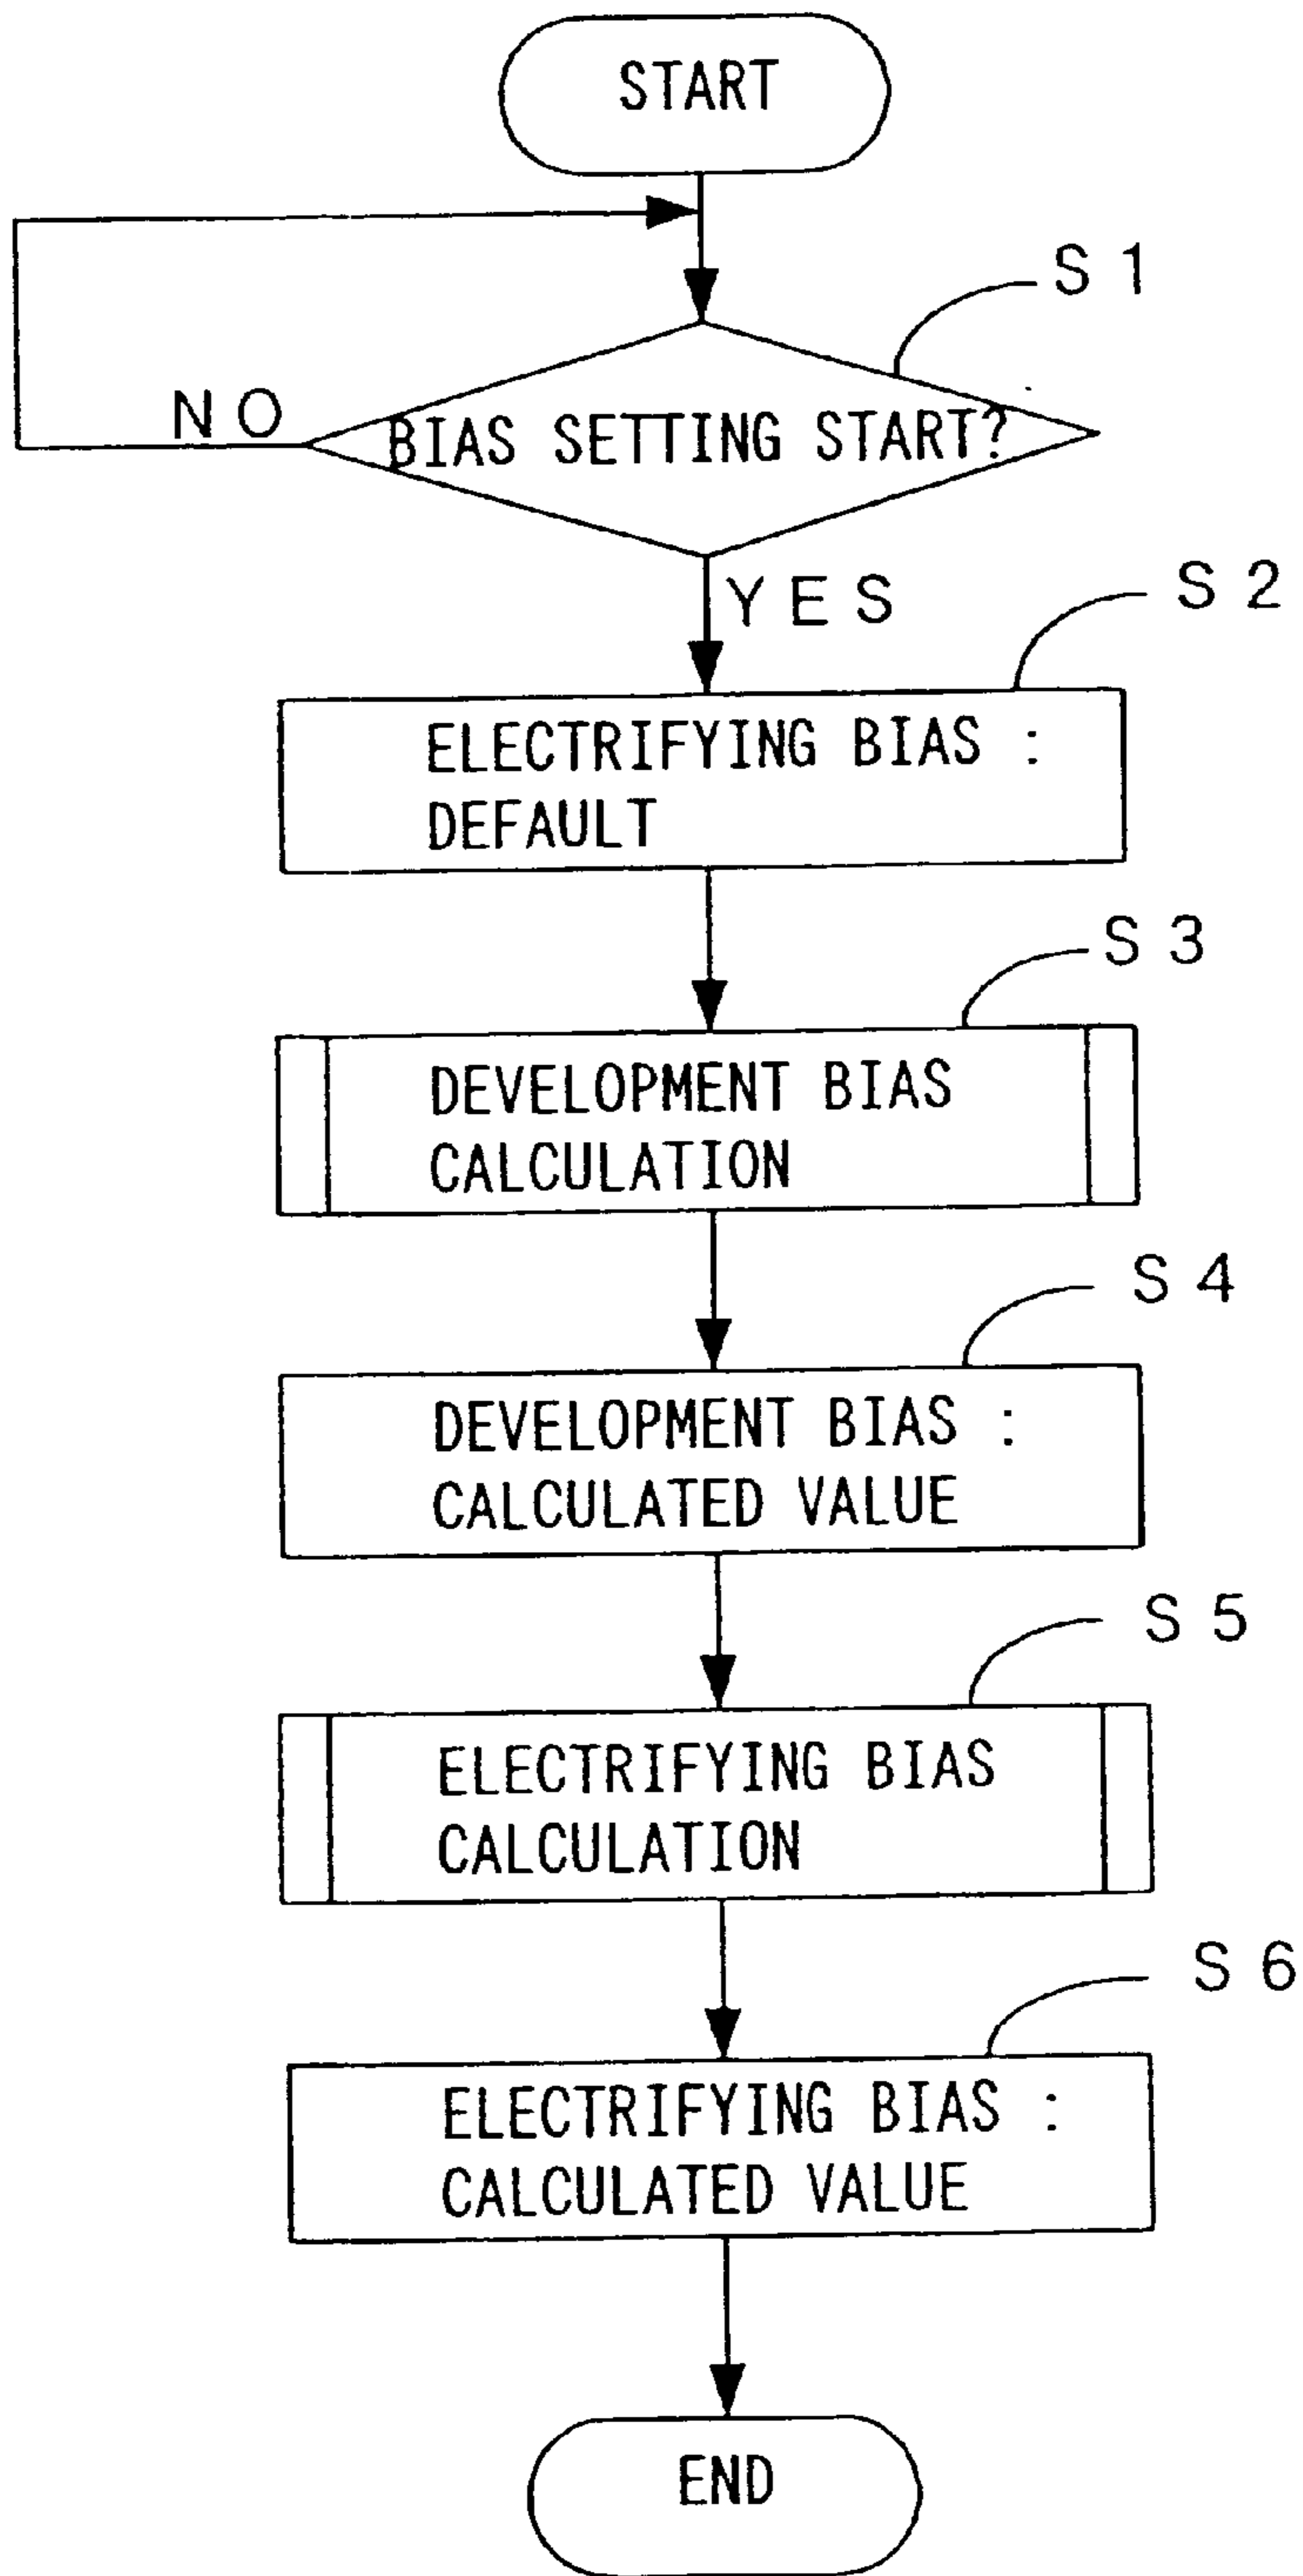 START
S 1
NO
BIAS SETTING START?
YES
S 2
ELECTRIFYING BIAS :
DEFAULT
S 3
DEVELOPMENT BIAS
CALCULATION
S 4
DEVELOPMENT BIAS :
CALCULATED VALUE
S 5
ELECTRIFYING BIAS
CALCULATION
S 6
ELECTRIFYING BIAS :
CALCULATED VALUE
END